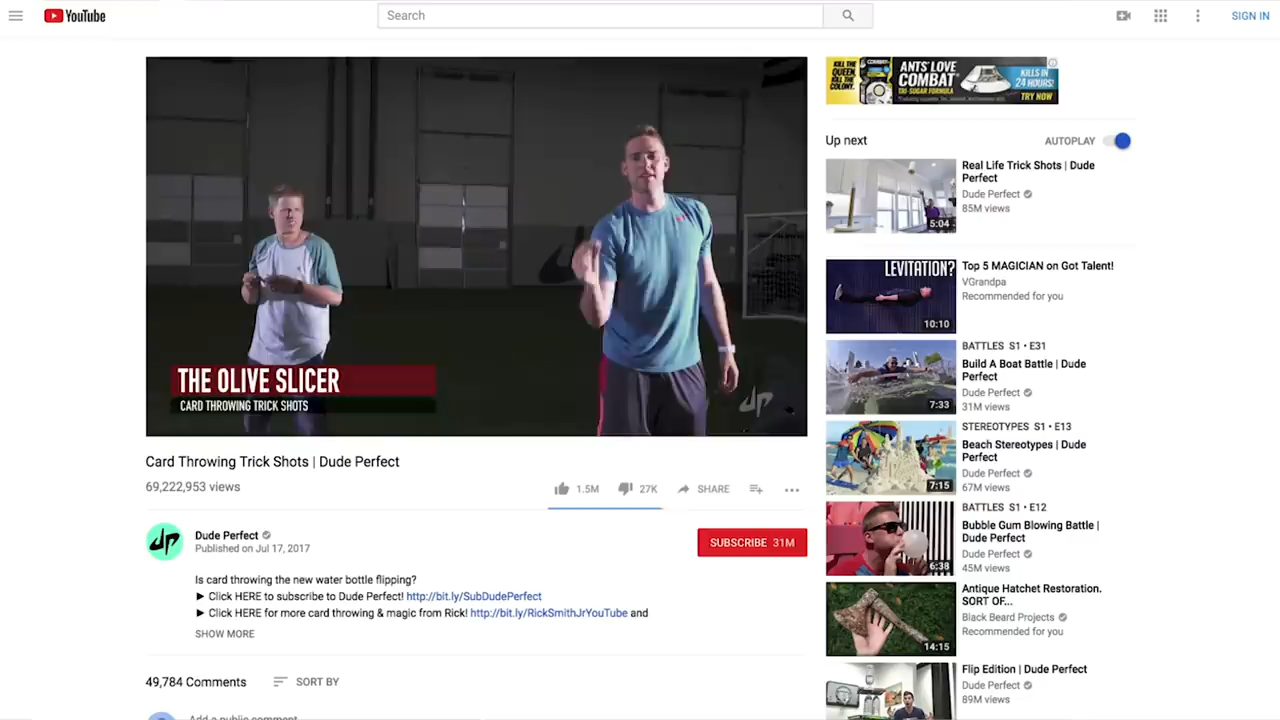 YouTube
Search
SIGN IN
THE OLIVE SLICER
CARD THROWING TRICK SHOTS
dp
Card Throwing Trick Shots | Dude Perfect
69,222,953 views
1.5M
27K
SHARE
dp
Dude Perfect
Published on Jul 17, 2017
SUBSCRIBE 31M
Is card throwing the new water bottle flipping?
► Click HERE to subscribe to Dude Perfect! http://bit.ly/SubDudePerfect
► Click HERE for more card throwing & magic from Rick! http://bit.ly/RickSmithJrYouTube and
SHOW MORE
49,784 Comments
SORT BY
Add a public comment
KILL THE
QUEEN.
KILL THE
COLONY.
COMBAT
ANTS' LOVE
COMBAT
TRI-SUGAR FORMULA
KILLS IN
24 HOURS
TRY NOW
Up next
AUTOPLAY
5:04
Real Life Trick Shots | Dude
Perfect
Dude Perfect
85M views
LEVITATION?
10:10
Top 5 MAGICIAN on Got Talent!
VGrandpa
Recommended for you
7:33
BATTLES S1 • E31
Build A Boat Battle | Dude
Perfect
Dude Perfect
31M views
7:15
STEREOTYPES S1 • E13
Beach Stereotypes | Dude
Perfect
Dude Perfect
67M views
6:38
BATTLES S1 • E12
Bubble Gum Blowing Battle |
Dude Perfect
Dude Perfect
45M views
14:15
Antique Hatchet Restoration.
SORT OF...
Black Beard Projects
Recommended for you
Flip Edition | Dude Perfect
Dude Perfect
89M views